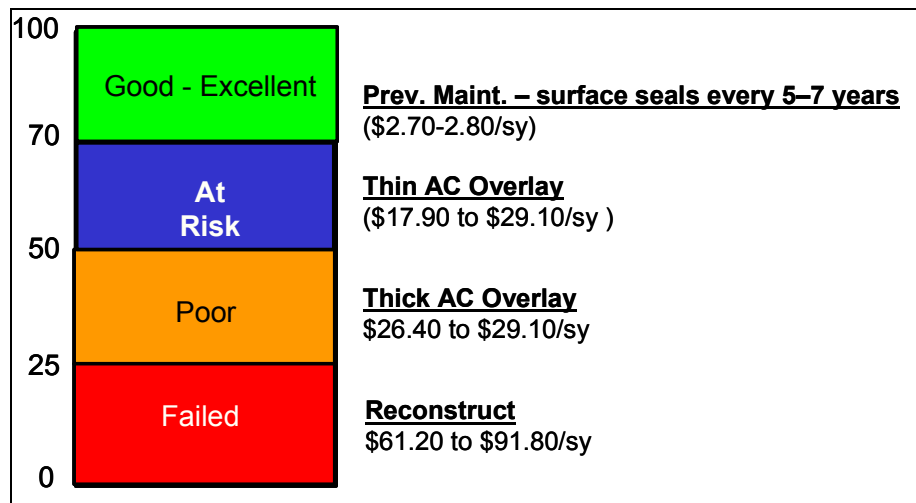 100
Good - Excellent
Prev. Maint. – surface seals every 5–7 years
($2.70-2.80/sy)
70
At
Risk
Thin AC Overlay
($17.90 to $29.10/sy )
50
Poor
Thick AC Overlay
$26.40 to $29.10/sy
25
Failed
Reconstruct
$61.20 to $91.80/sy
0